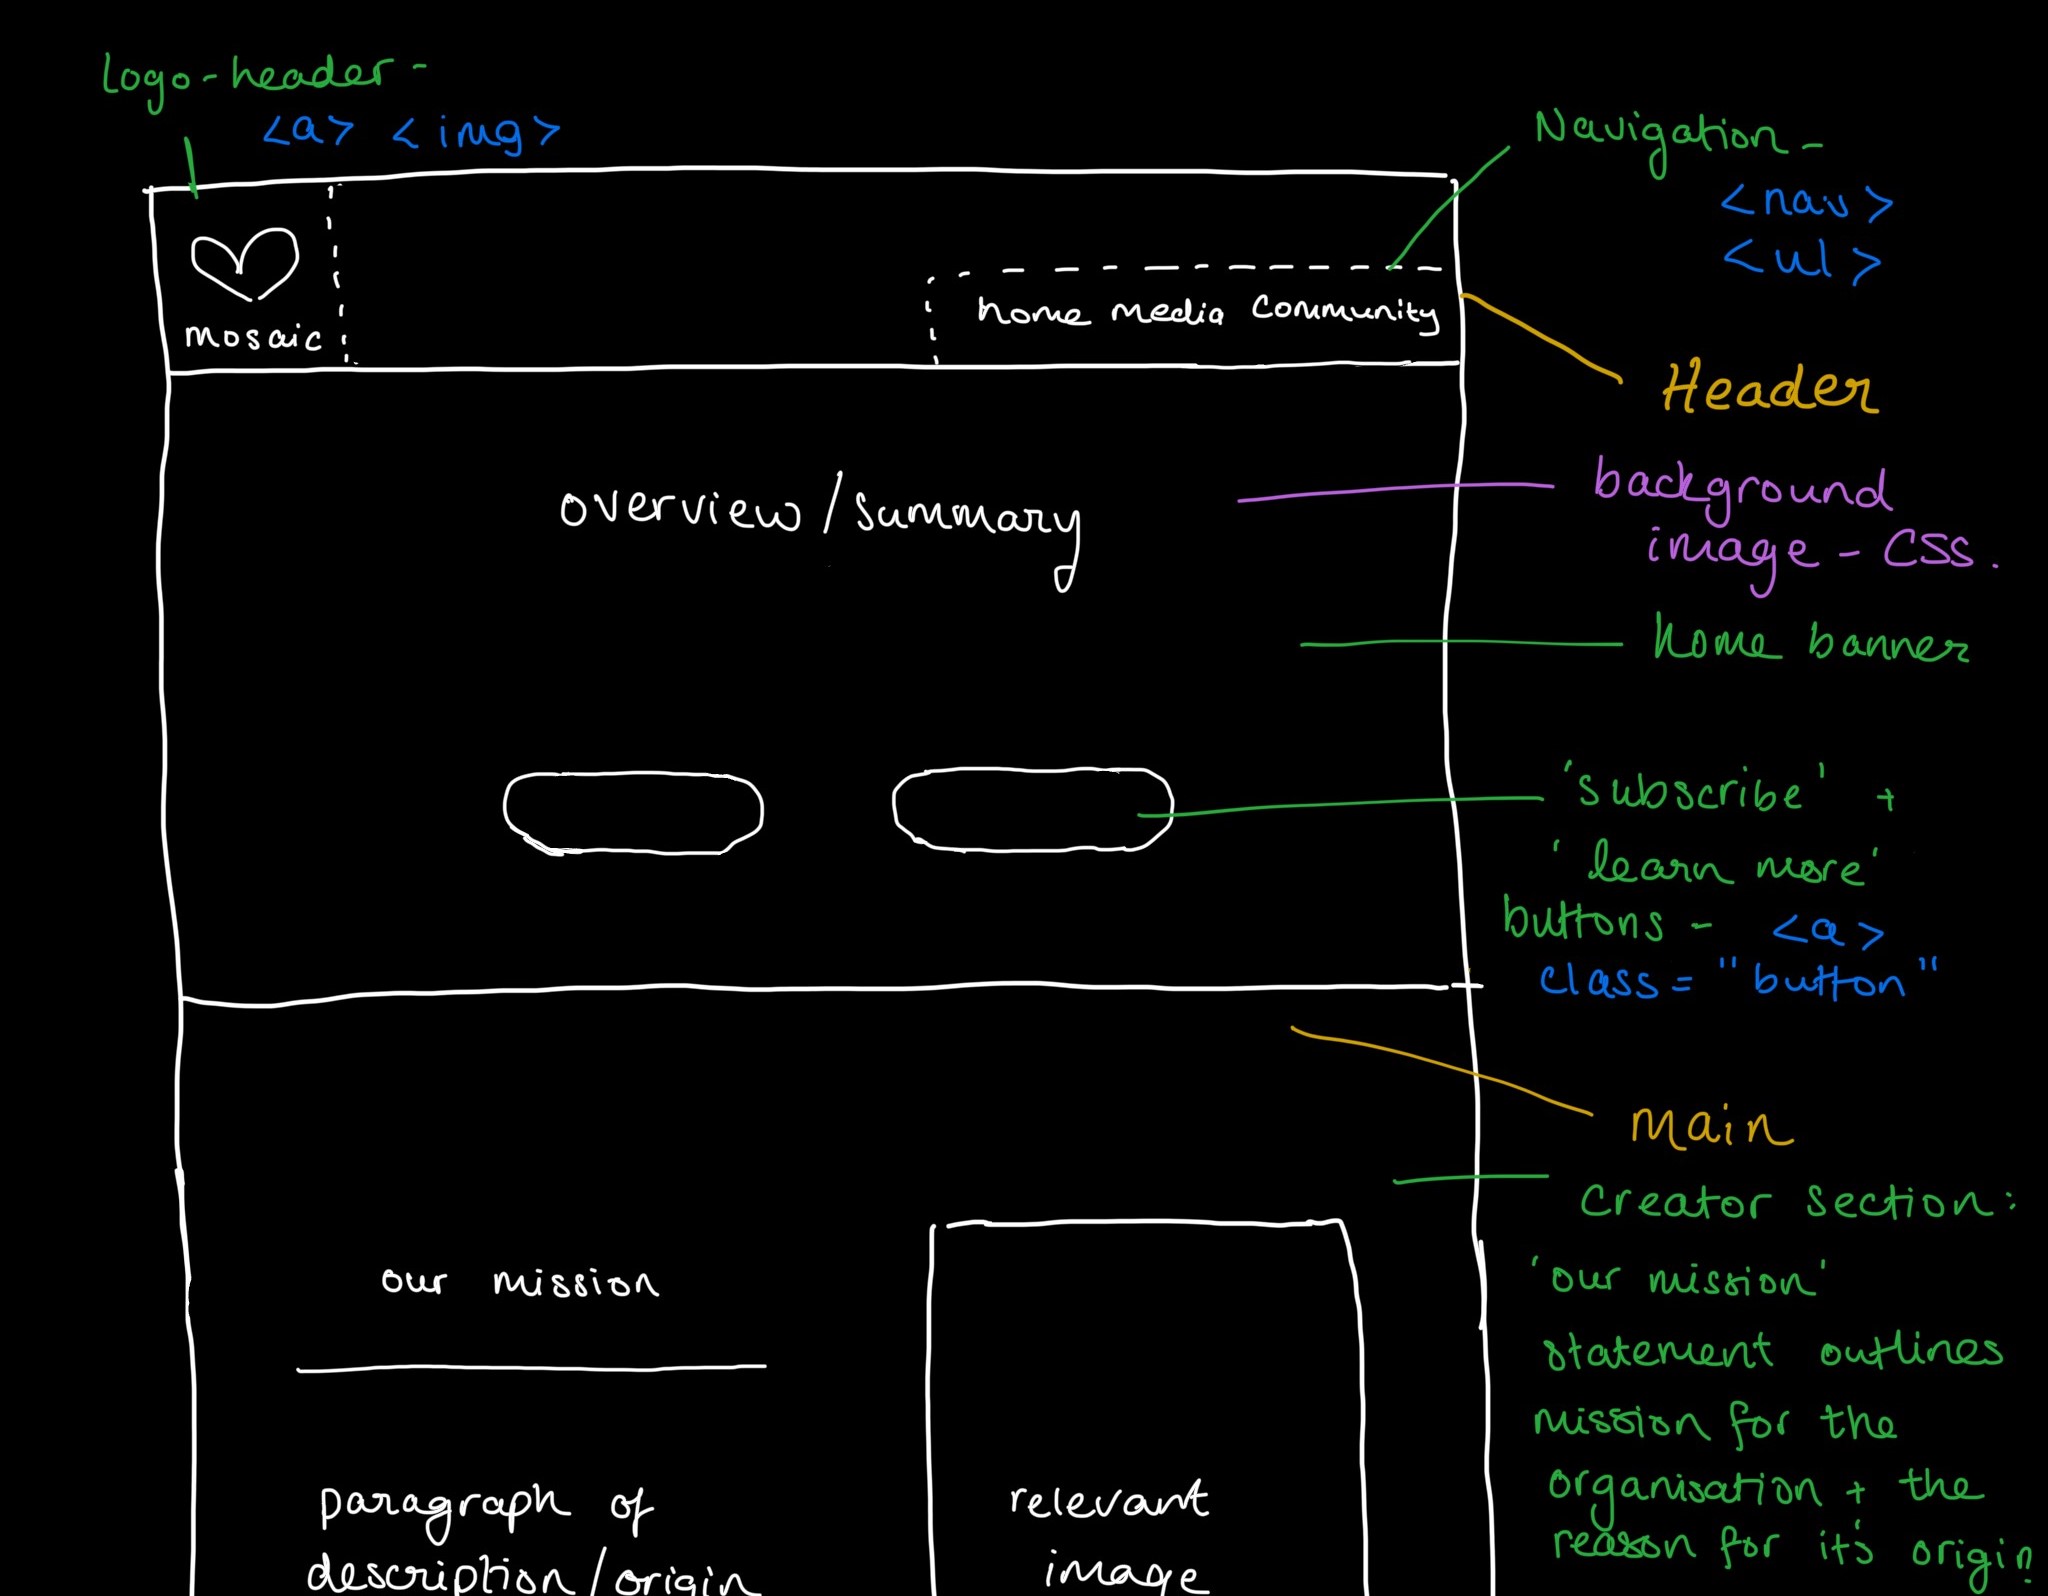 logo-header -
<a> <img>
Navigation -
<nav>
<ul>
mosaic
home media community
Header
overview/summary
background
image - CSS.
home banner
'subscribe' +
'learn more'
buttons - <a>
class = "button"
main
creator section:
our mission
'our mission'
statement outlines
mission for the
organisation + the
reason for it's origin
paragraph of
description/origin
relevant
image